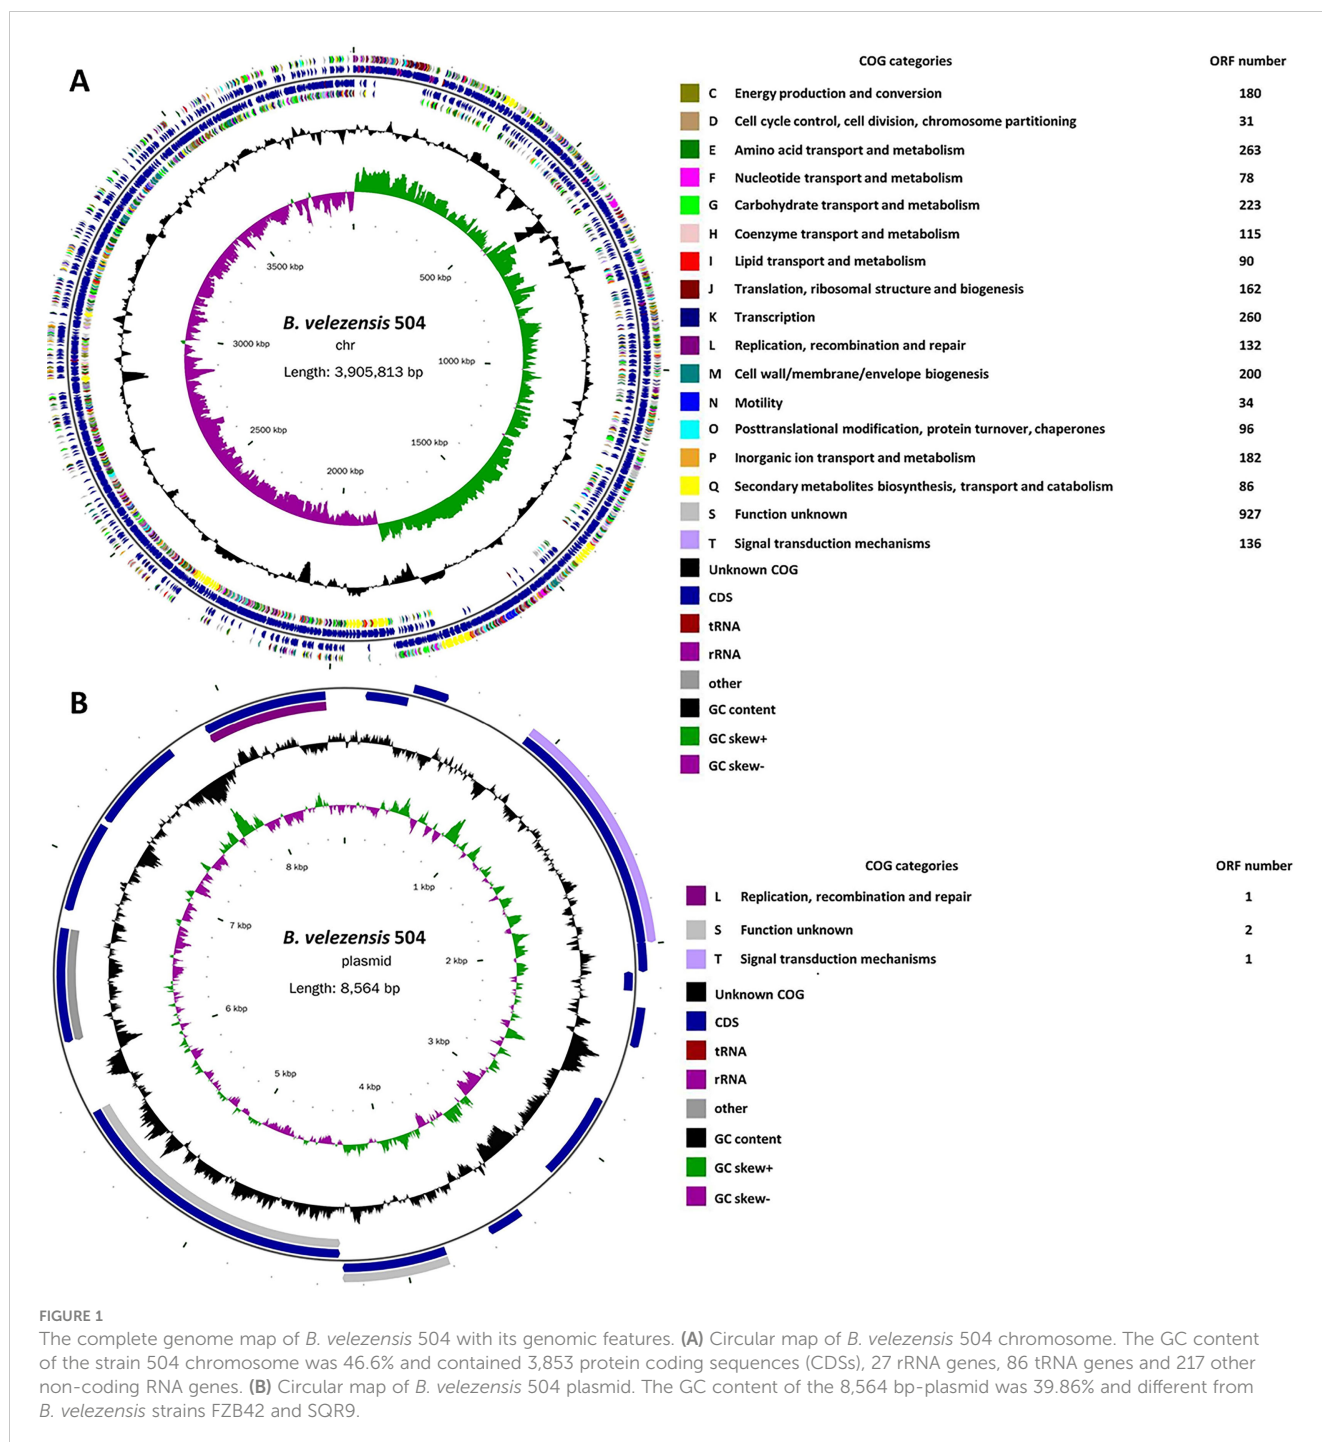 A
COG categories ORF number
C Energy production and conversion 180
D Cell cycle control, cell division, chromosome partitioning 31
E Amino acid transport and metabolism 263
F Nucleotide transport and metabolism 78
G Carbohydrate transport and metabolism 223
H Coenzyme transport and metabolism 115
I Lipid transport and metabolism 90
J Translation, ribosomal structure and biogenesis 162
K Transcription 260
L Replication, recombination and repair 132
M Cell wall/membrane/envelope biogenesis 200
N Motility 34
O Posttranslational modification, protein turnover, chaperones 96
P Inorganic ion transport and metabolism 182
Q Secondary metabolites biosynthesis, transport and catabolism 86
S Function unknown 927
T Signal transduction mechanisms 136
Unknown COG
CDS
tRNA
rRNA
other
GC content
GC skew+
GC skew-
3500 kbp
500 kbp
3000 kbp
1000 kbp
2500 kbp
1500 kbp
2000 kbp
B. velezensis 504
chr
Length: 3,905,813 bp
B
8 kbp
1 kbp
7 kbp
2 kbp
6 kbp
3 kbp
5 kbp
4 kbp
B. velezensis 504
plasmid
Length: 8,564 bp
COG categories ORF number
L Replication, recombination and repair 1
S Function unknown 2
T Signal transduction mechanisms 1
Unknown COG
CDS
tRNA
rRNA
other
GC content
GC skew+
GC skew-
FIGURE 1
The complete genome map of B. velezensis 504 with its genomic features. (A) Circular map of B. velezensis 504 chromosome. The GC content
of the strain 504 chromosome was 46.6% and contained 3,853 protein coding sequences (CDSs), 27 rRNA genes, 86 tRNA genes and 217 other
non-coding RNA genes. (B) Circular map of B. velezensis 504 plasmid. The GC content of the 8,564 bp-plasmid was 39.86% and different from
B. velezensis strains FZB42 and SQR9.